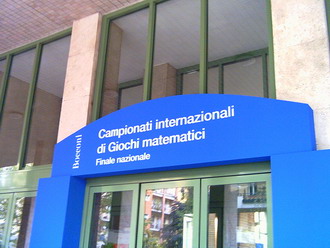 Bocconi
Campionati internazionali
di Giochi matematici
Finale nazionale